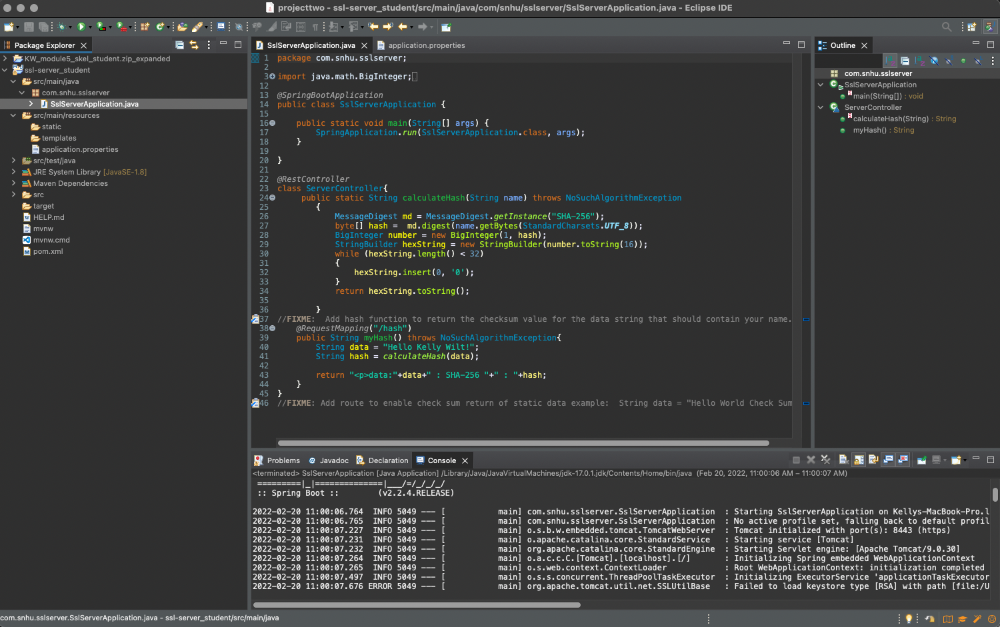 projecttwo - ssl-server_student/src/main/java/com/snhu/sslserver/SslServerApplication.java - Eclipse IDE
Package Explorer
KW_module5_skel_student.zip_expanded
ssl-server_student
src/main/java
com.snhu.sslserver
SslServerApplication.java
src/main/resources
static
templates
application.properties
src/test/java
JRE System Library [JavaSE-1.8]
Maven Dependencies
src
target
HELP.md
mvnw
mvnw.cmd
pom.xml
SslServerApplication.java
application.properties
1 package com.snhu.sslserver;
2
3 import java.math.BigInteger;
12
13 @SpringBootApplication
14 public class SslServerApplication {
15
16 public static void main(String[] args) {
17 SpringApplication.run(SslServerApplication.class, args);
18 }
19
20 }
21
22 @RestController
23 class ServerController{
24 public static String calculateHash(String name) throws NoSuchAlgorithmException
25 {
26 MessageDigest md = MessageDigest.getInstance("SHA-256");
27 byte[] hash =  md.digest(name.getBytes(StandardCharsets.UTF_8));
28 BigInteger number = new BigInteger(1, hash);
29 StringBuilder hexString = new StringBuilder(number.toString(16));
30 while (hexString.length() < 32)
31 {
32 hexString.insert(0, '0');
33 }
34 return hexString.toString();
35
36 }
37 //FIXME:  Add hash function to return the checksum value for the data string that should contain your name.
38 @RequestMapping("/hash")
39 public String myHash() throws NoSuchAlgorithmException{
40 String data = "Hello Kelly Wilt!";
41 String hash = calculateHash(data);
42
43 return "<p>data:"+data+" : SHA-256 "+" : "+hash;
44 }
45 }
46 //FIXME: Add route to enable check sum return of static data example:  String data = "Hello World Check Sum
Outline
com.snhu.sslserver
SslServerApplication
main(String[]) : void
ServerController
calculateHash(String) : String
myHash() : String
Problems
Javadoc
Declaration
Console
<terminated> SslServerApplication [Java Application] /Library/Java/JavaVirtualMachines/jdk-17.0.1.jdk/Contents/Home/bin/java  (Feb 20, 2022, 11:00:06 AM – 11:00:07 AM)
=========|_|==============|___/=/_/_/_/
:: Spring Boot ::        (v2.2.4.RELEASE)
2022-02-20 11:00:06.764  INFO 5049 --- [           main] com.snhu.sslserver.SslServerApplication  : Starting SslServerApplication on Kellys-MacBook-Pro.l
2022-02-20 11:00:06.765  INFO 5049 --- [           main] com.snhu.sslserver.SslServerApplication  : No active profile set, falling back to default profil
2022-02-20 11:00:07.227  INFO 5049 --- [           main] o.s.b.w.embedded.tomcat.TomcatWebServer  : Tomcat initialized with port(s): 8443 (https)
2022-02-20 11:00:07.231  INFO 5049 --- [           main] o.apache.catalina.core.StandardService   : Starting service [Tomcat]
2022-02-20 11:00:07.232  INFO 5049 --- [           main] org.apache.catalina.core.StandardEngine  : Starting Servlet engine: [Apache Tomcat/9.0.30]
2022-02-20 11:00:07.264  INFO 5049 --- [           main] o.a.c.c.C.[Tomcat].[localhost].[/]       : Initializing Spring embedded WebApplicationContext
2022-02-20 11:00:07.265  INFO 5049 --- [           main] o.s.web.context.ContextLoader            : Root WebApplicationContext: initialization completed
2022-02-20 11:00:07.497  INFO 5049 --- [           main] o.s.s.concurrent.ThreadPoolTaskExecutor  : Initializing ExecutorService 'applicationTaskExecutor
2022-02-20 11:00:07.676 ERROR 5049 --- [           main] org.apache.tomcat.util.net.SSLUtilBase   : Failed to load keystore type [RSA] with path [file:/U
com.snhu.sslserver.SslServerApplication.java - ssl-server_student/src/main/java